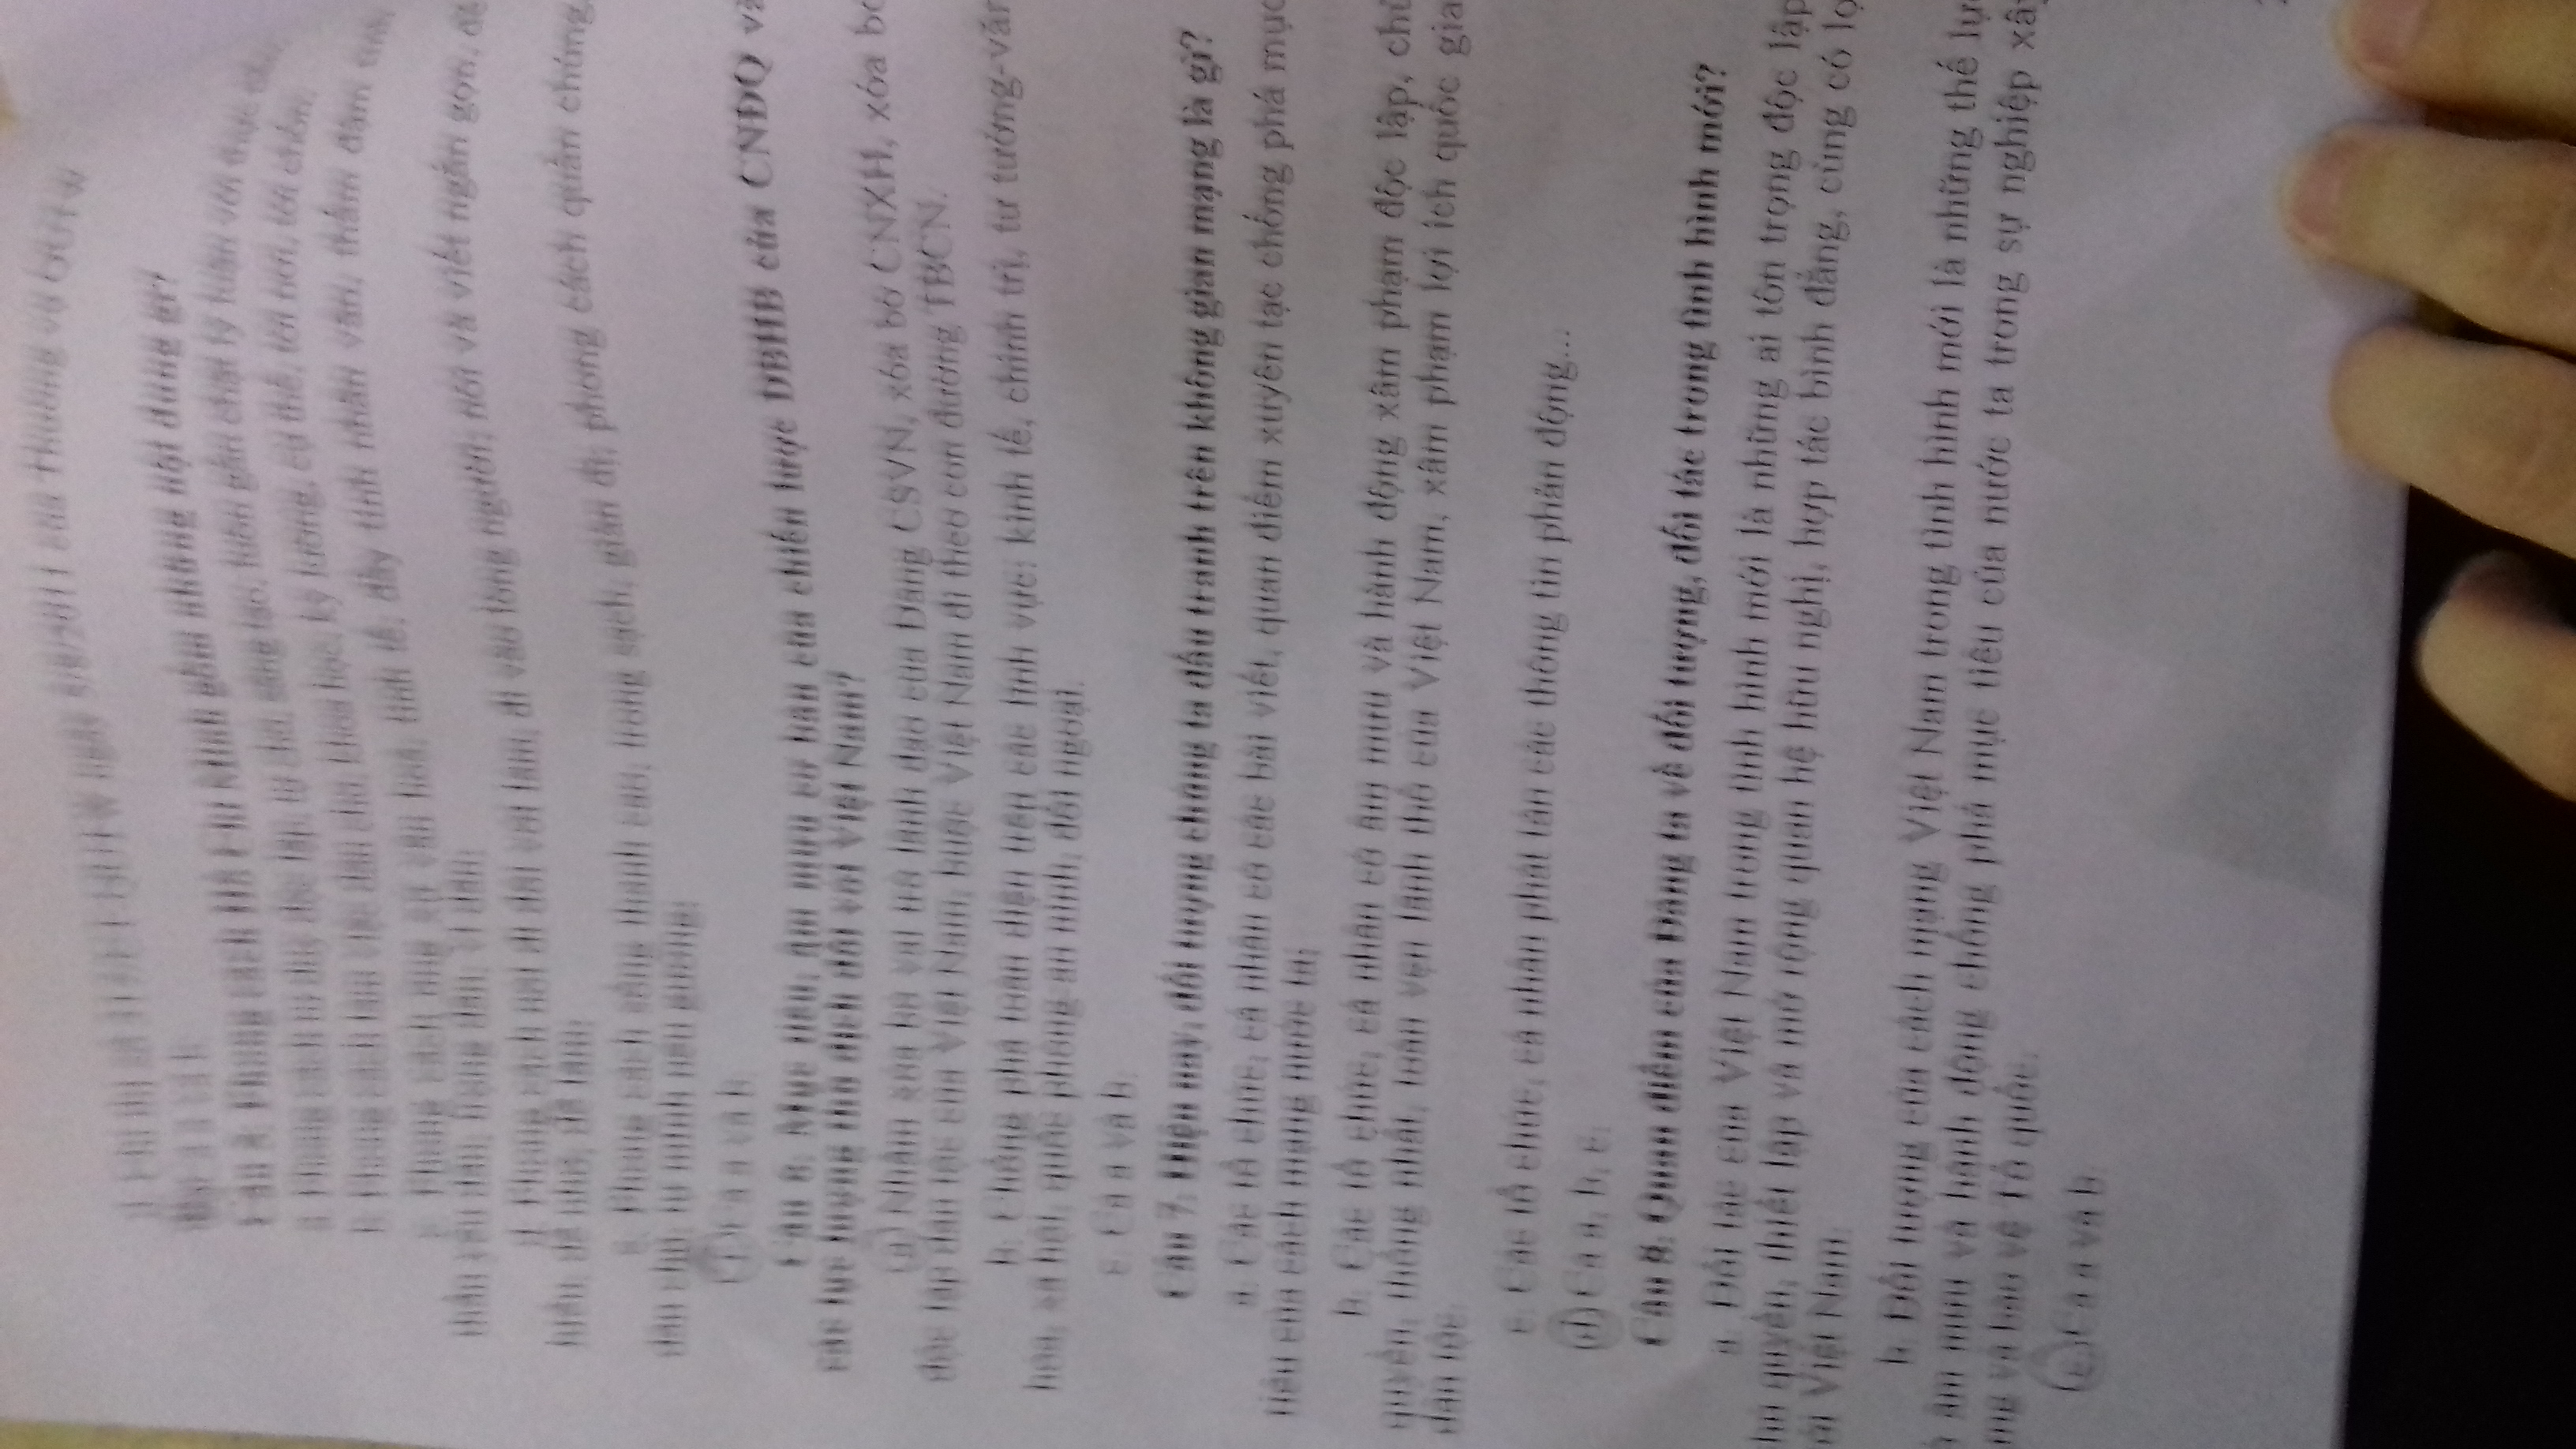 ngày 5/8/2011 của Thường vụ QUTW
Cả a và b.
Câu 5. Phong cách Hồ Chí Minh gồm những nội dung gì?
a. Phong cách tư duy độc lập, tự chủ, sáng tạo, luôn gắn chặt lý luận với thực
b. Phong cách làm việc dân chủ, khoa học, kỹ lưỡng, cụ thể, tới nơi, tới chốn;
c. Phong cách ứng xử văn hoá, tinh tế, đầy tính nhân văn, thấm đậm tinh
thần yêu dân, trọng dân, vì dân;
d. Phong cách nói đi đôi với làm, đi vào lòng người; nói và viết ngắn gọn, dễ
hiểu, dễ nhớ, dễ làm;
e. Phong cách sống thanh cao, trong sạch, giản dị; phong cách quần chúng,
dân chủ, tự mình nêu gương;
Cả a và b.
Câu 6. Mục tiêu, âm mưu cơ bản của chiến lược DBHB của CNĐQ và
các lực lượng thù địch đối với Việt Nam?
a. Nhằm xóa bỏ vai trò lãnh đạo của Đảng CSVN, xóa bỏ CNXH, xóa bỏ
độc lập dân tộc của Việt Nam, buộc Việt Nam đi theo con đường TBCN.
b. Chống phá toàn diện trên các lĩnh vực: kinh tế, chính trị, tư tưởng-văn
hóa, xã hội, quốc phòng-an ninh, đối ngoại.
c. Cả a và b.
Câu 7. Hiện nay, đối tượng chúng ta đấu tranh trên không gian mạng là gì?
a. Các tổ chức, cá nhân có các bài viết, quan điểm xuyên tạc chống phá mục
tiêu của cách mạng nước ta;
b. Các tổ chức, cá nhân có âm mưu và hành động xâm phạm độc lập, chủ
quyền, thống nhất, toàn vẹn lãnh thổ của Việt Nam, xâm phạm lợi ích quốc gia
dân tộc.
c. Các tổ chức, cá nhân phát tán các thông tin phản động...
d. Cả a, b, c.
Câu 8. Quan điểm của Đảng ta về đối tượng, đối tác trong tình hình mới?
a. Đối tác của Việt Nam trong tình hình mới là những ai tôn trọng độc lập
chủ quyền, thiết lập và mở rộng quan hệ hữu nghị, hợp tác bình đẳng, cùng có lợ
với Việt Nam.
b. Đối tượng của cách mạng Việt Nam trong tình hình mới là những thế lự
âm mưu và hành động chống phá mục tiêu của nước ta trong sự nghiệp xây
ựng và bảo vệ Tổ quốc.
c. Cả a và b.